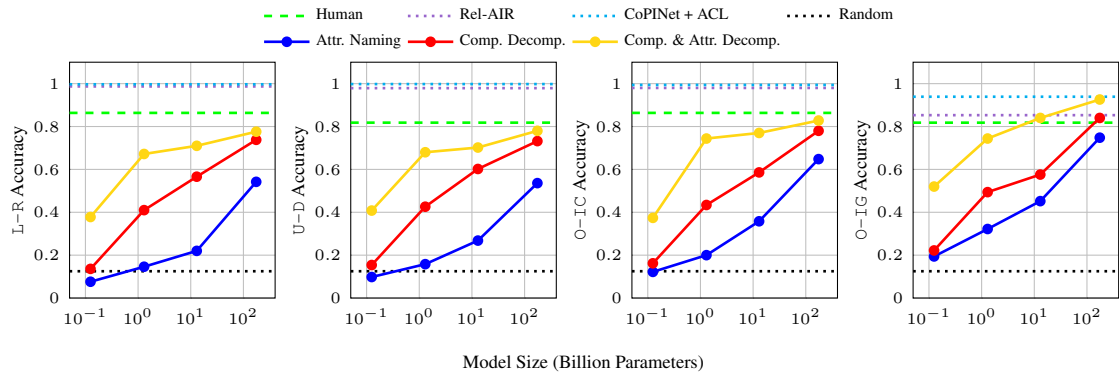 Human Rel-AIR CoPINet + ACL Random
Attr. Naming Comp. Decomp. Comp. & Attr. Decomp.
L-R Accuracy
1
0.8
0.6
0.4
0.2
0
10^−1 10^0 10^1 10^2
U-D Accuracy
1
0.8
0.6
0.4
0.2
0
10^−1 10^0 10^1 10^2
O-IC Accuracy
1
0.8
0.6
0.4
0.2
0
10^−1 10^0 10^1 10^2
O-IG Accuracy
1
0.8
0.6
0.4
0.2
0
10^−1 10^0 10^1 10^2
Model Size (Billion Parameters)